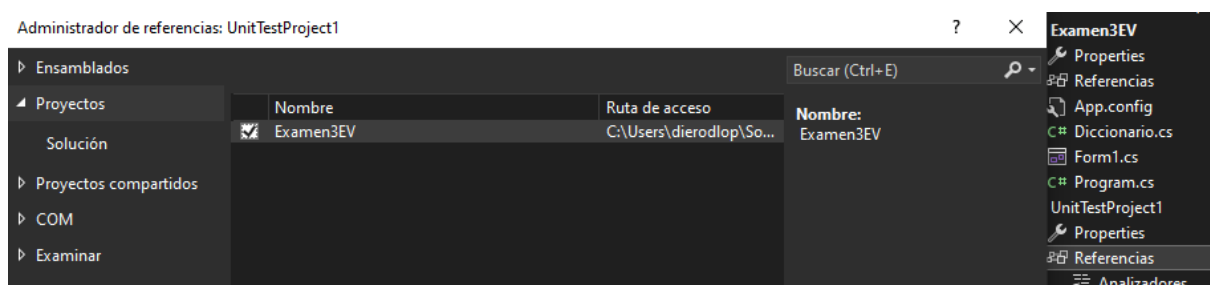 Administrador de referencias: UnitTestProject1
?
Ensamblados
Buscar (Ctrl+E)
Proyectos
Nombre
Ruta de acceso
Nombre:
Examen3EV
C:\Users\dierodlop\So...
Examen3EV
Solución
Proyectos compartidos
COM
Examinar
Examen3EV
Properties
Referencias
App.config
C# Diccionario.cs
Form1.cs
C# Program.cs
UnitTestProject1
Properties
Referencias
Analizadores